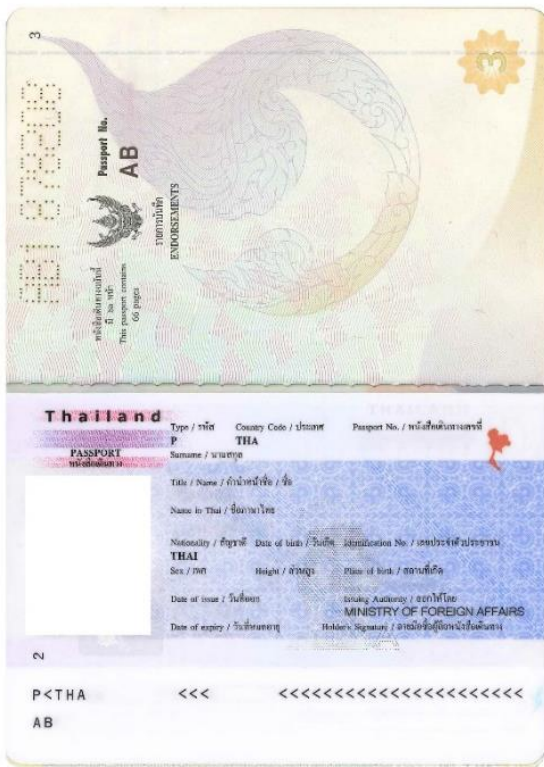 3
Passport No.
AB
หนังสือเดินทางฉบับนี้
มี ๖๖ หน้า
This passport contains
66 pages
รายการบันทึก
ENDORSEMENTS
3
Thailand
PASSPORT
หนังสือเดินทาง
Type / รหัส Country Code / ประเทศ Passport No. / หนังสือเดินทางเลขที่
P THA
Surname / นามสกุล
Title / Name / คำนำหน้าชื่อ / ชื่อ
Name in Thai / ชื่อภาษาไทย
Nationality / สัญชาติ Date of birth / วันเกิด Identification No. / เลขประจำตัวประชาชน
THAI
Sex / เพศ Height / ส่วนสูง Place of birth / สถานที่เกิด
Date of issue / วันที่ออก Issuing Authority / ออกให้โดย
MINISTRY OF FOREIGN AFFAIRS
Date of expiry / วันที่หมดอายุ Holder's Signature / ลายมือชื่อผู้ถือหนังสือเดินทาง
2
P<THA <<< <<<<<<<<<<<<<<<<<<<<<<<
AB